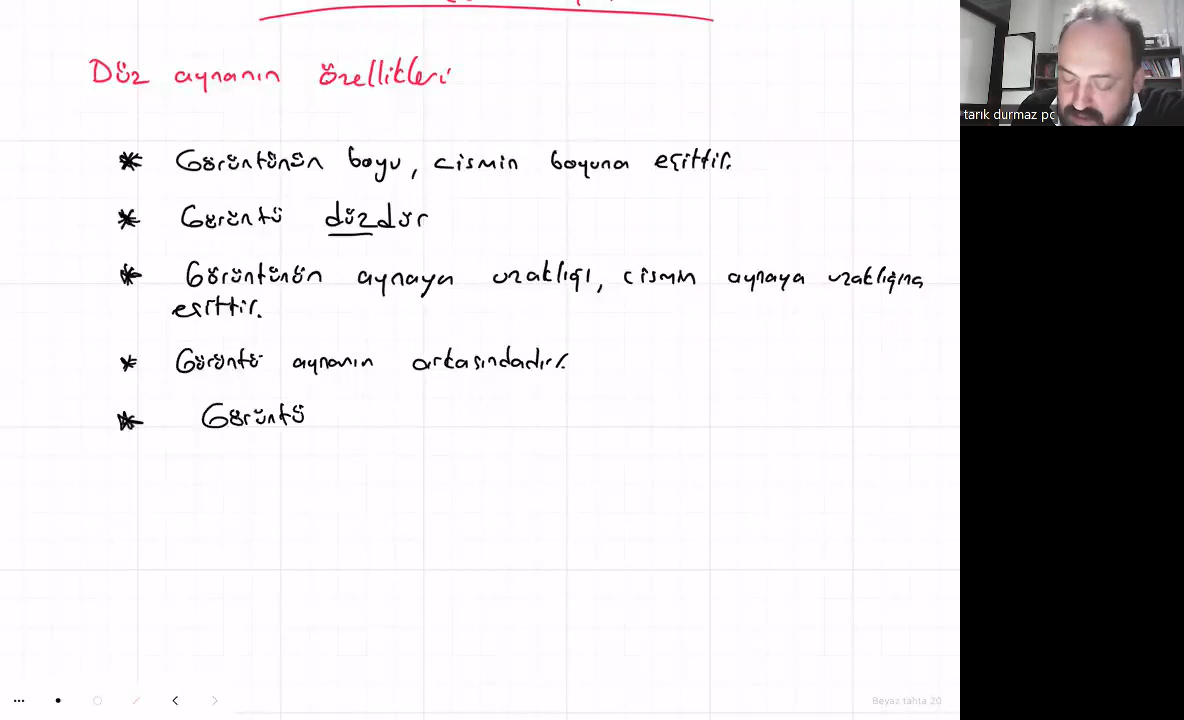 Düz aynanın özellikleri
* Görüntünün boyu, cismin boyuna eşittir.
* Görüntü düzdür
* Görüntünün aynaya uzaklığı, cismin aynaya uzaklığına
eşittir.
* Görüntü aynanın arkasındadır.
* Görüntü
tarık durmaz po
Beyaz tahta 20